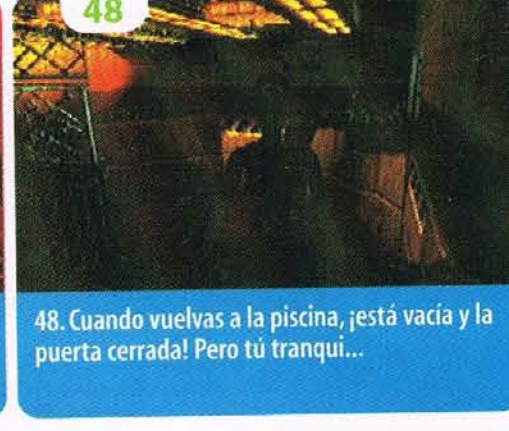 48
48. Cuando vuelvas a la piscina, ¡está vacía y la
puerta cerrada! Pero tú tranqui...